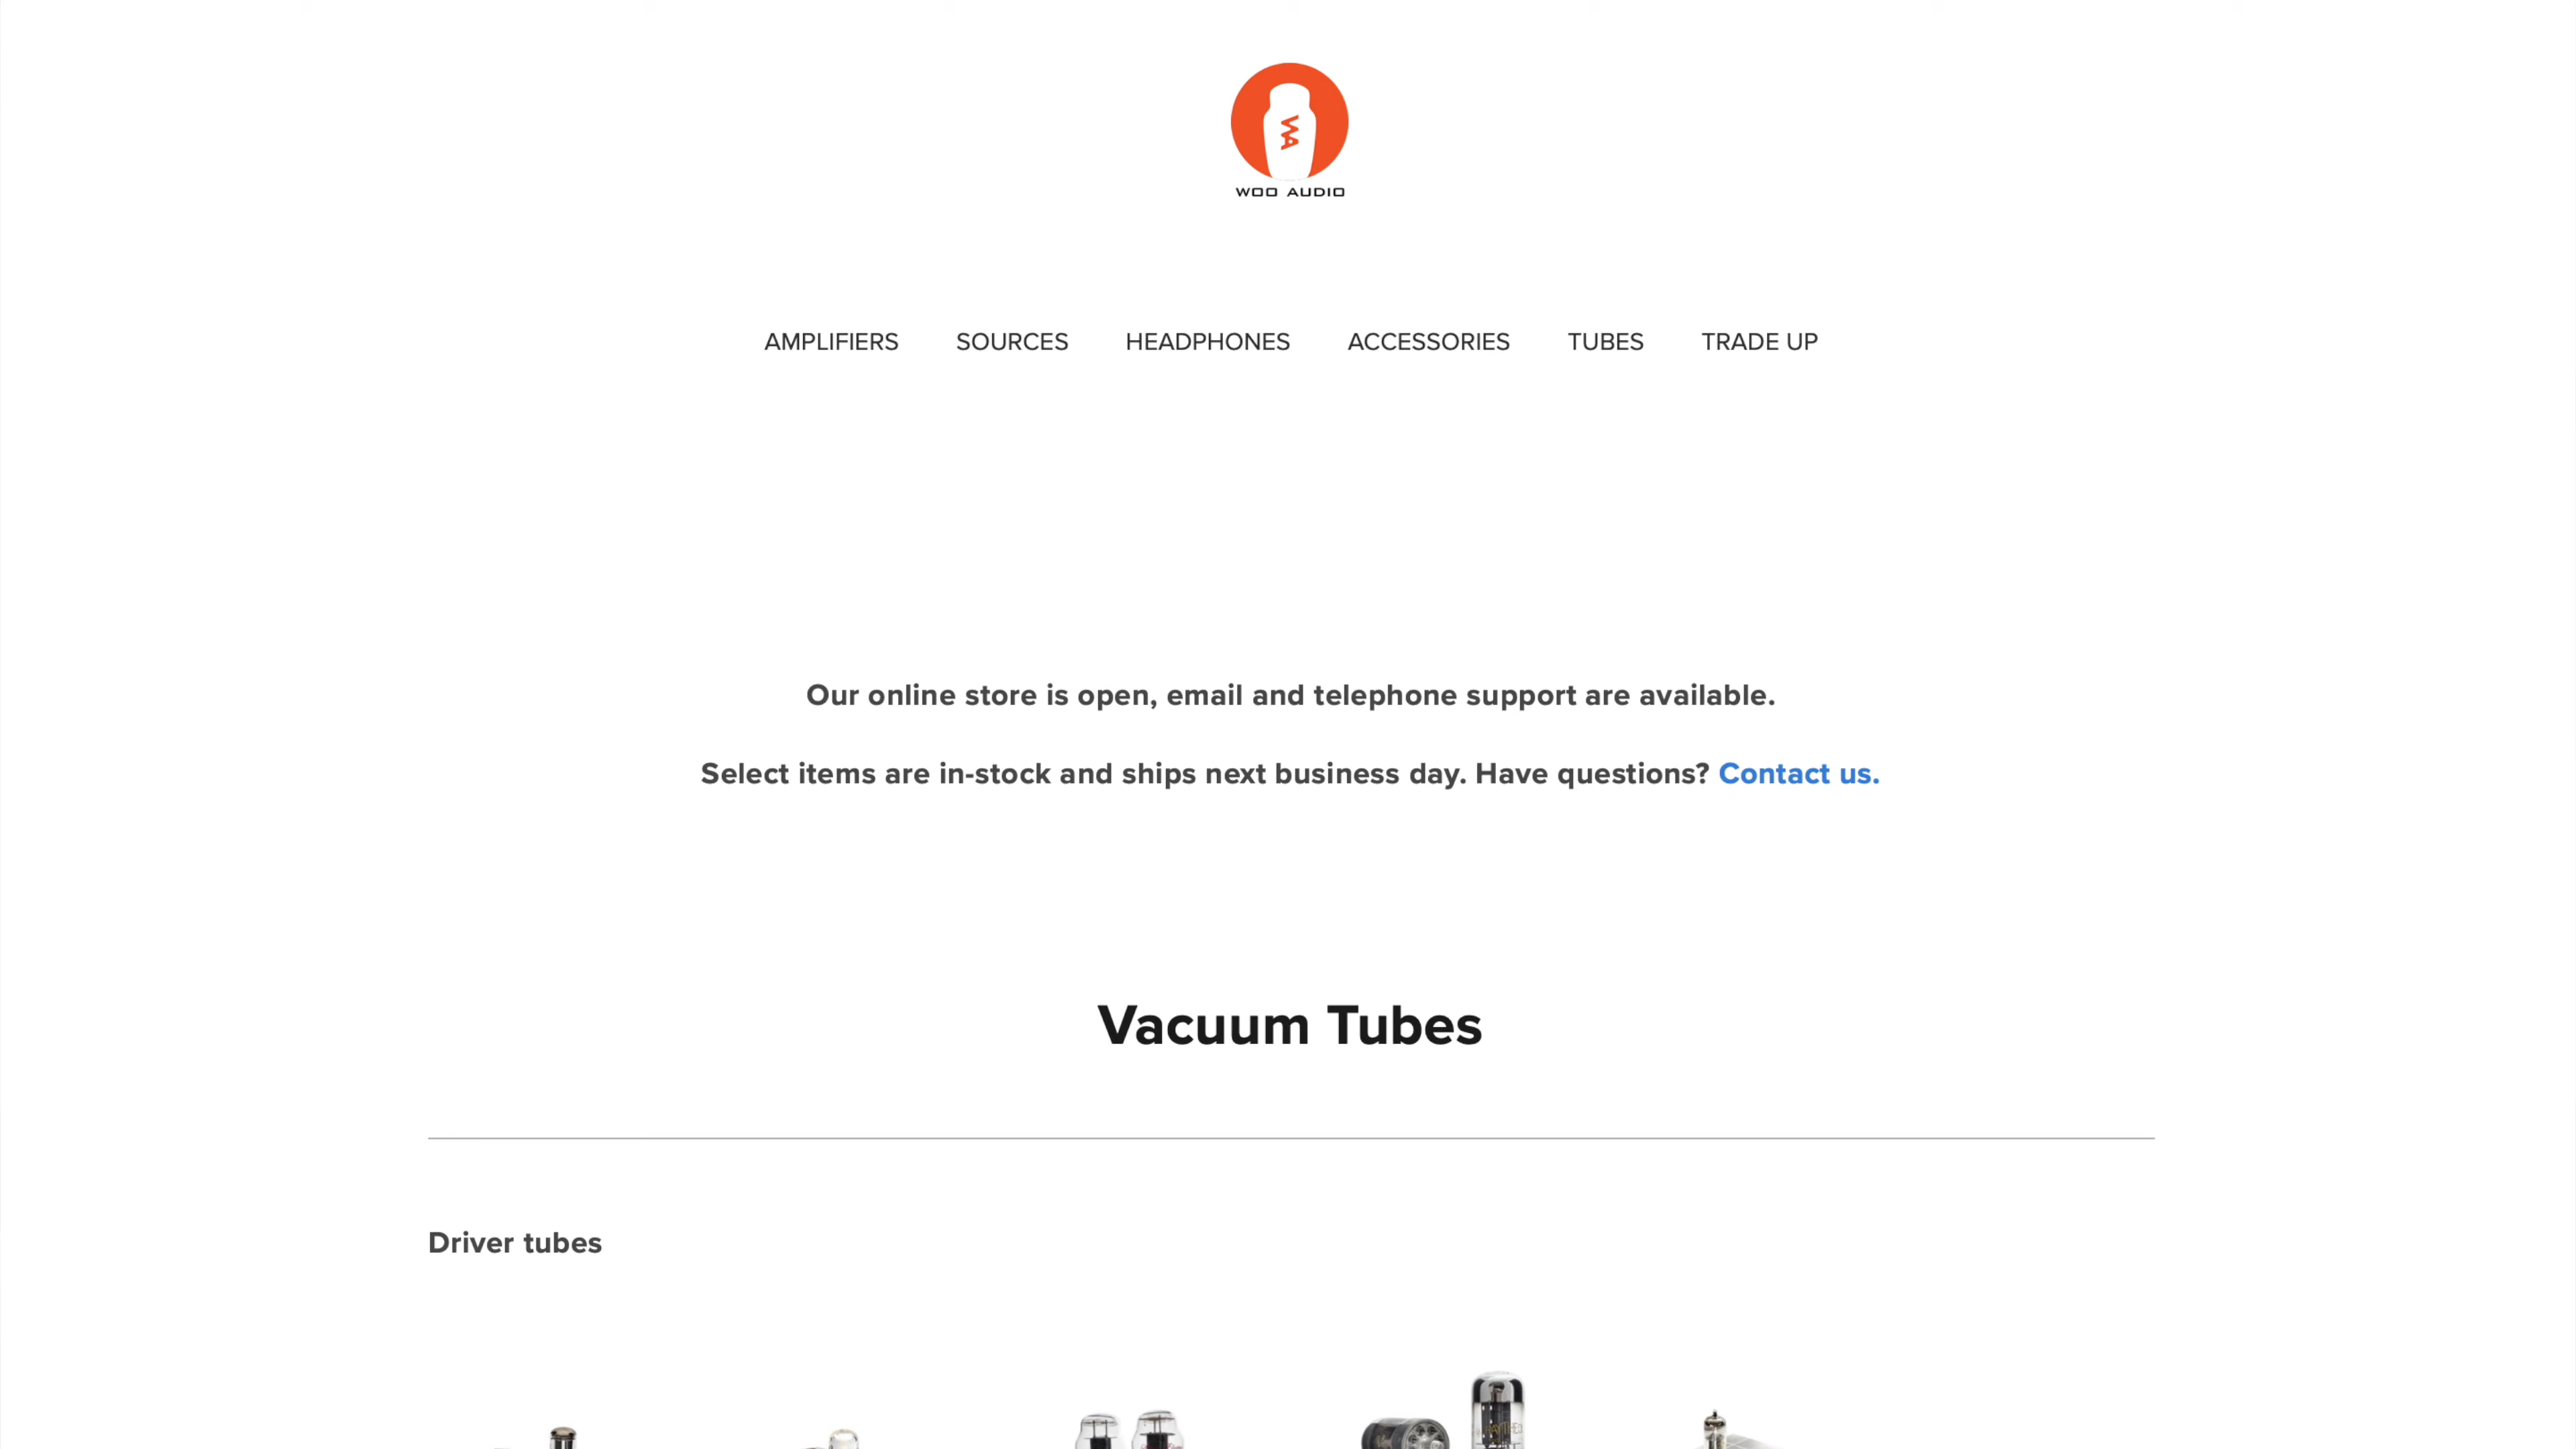 WA
WOO AUDIO
AMPLIFIERS SOURCES HEADPHONES ACCESSORIES TUBES TRADE UP
Our online store is open, email and telephone support are available.
Select items are in-stock and ships next business day. Have questions? Contact us.
Vacuum Tubes
Driver tubes